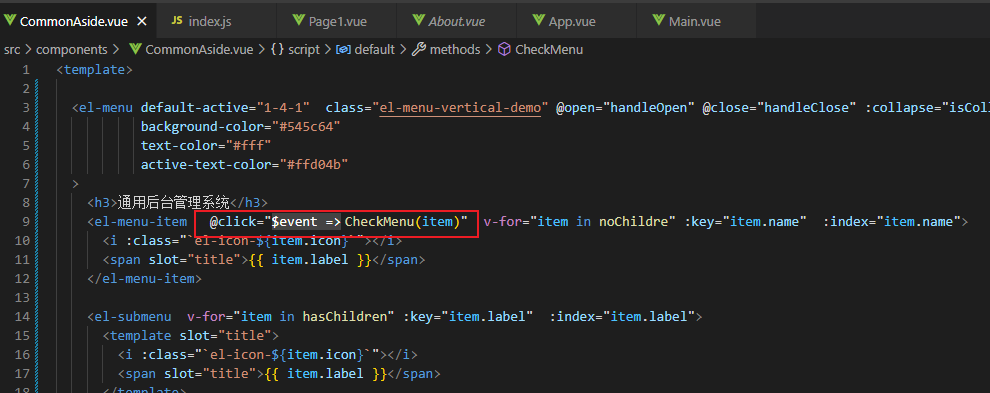 CommonAside.vue index.js Page1.vue About.vue App.vue Main.vue
src > components > CommonAside.vue > {} script > default > methods > CheckMenu
1 <template>
2
3 <el-menu default-active="1-4-1" class="el-menu-vertical-demo" @open="handleOpen" @close="handleClose" :collapse="isColl
4 background-color="#545c64"
5 text-color="#fff"
6 active-text-color="#ffd04b"
7 >
8 <h3>通用后台管理系统</h3>
9 <el-menu-item @click="$event => CheckMenu(item)" v-for="item in noChildre" :key="item.name" :index="item.name">
10 <i :class="`el-icon-${item.icon}`"></i>
11 <span slot="title">{{ item.label }}</span>
12 </el-menu-item>
13
14 <el-submenu v-for="item in hasChildren" :key="item.label" :index="item.label">
15 <template slot="title">
16 <i :class="`el-icon-${item.icon}`"></i>
17 <span slot="title">{{ item.label }}</span>
18 </template>